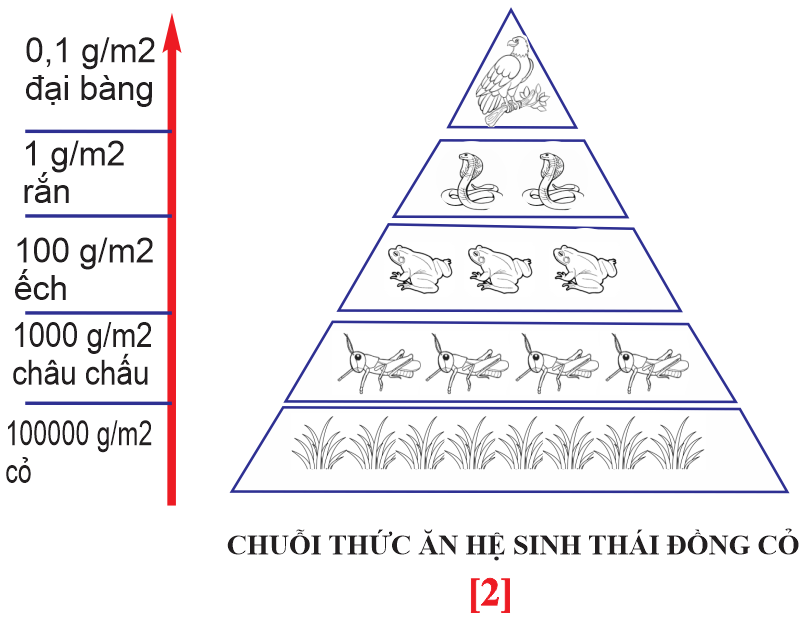 0,1 g/m2
đại bàng
1 g/m2
rắn
100 g/m2
ếch
1000 g/m2
châu chấu
100000 g/m2
cỏ
CHUỖI THỨC ĂN HỆ SINH THÁI ĐỒNG CỎ
[2]